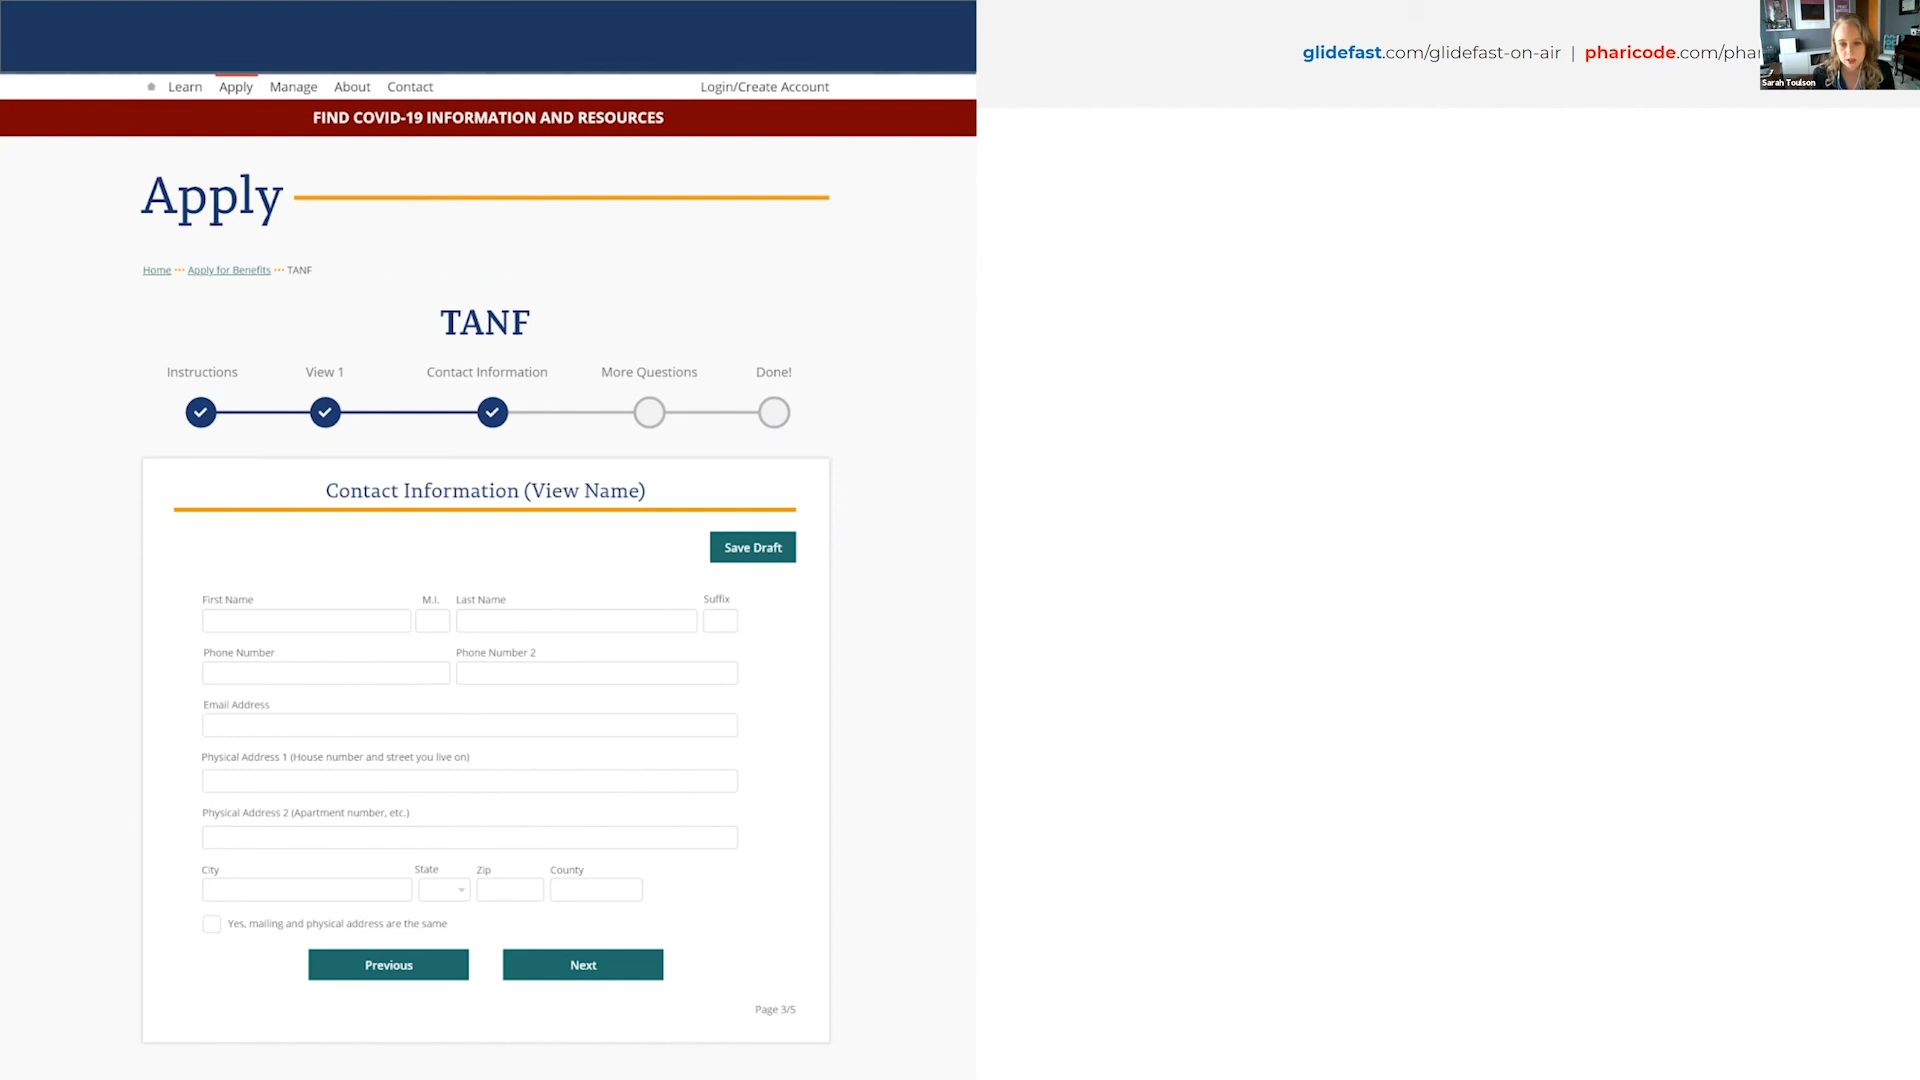 Learn Apply Manage About Contact Login/Create Account
glidefast.com/glidefast-on-air | pharicode.com/phar
Sarah Toulson
FIND COVID-19 INFORMATION AND RESOURCES
Apply
Home ··· Apply for Benefits ··· TANF
TANF
Instructions View 1 Contact Information More Questions Done!
Contact Information (View Name)
Save Draft
First Name M.I. Last Name Suffix
Phone Number Phone Number 2
Email Address
Physical Address 1 (House number and street you live on)
Physical Address 2 (Apartment number, etc.)
City State Zip County
Yes, mailing and physical address are the same
Previous Next
Page 3/5